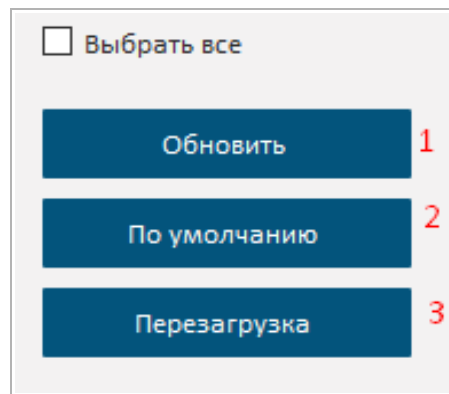 Выбрать все
Обновить 1
По умолчанию 2
Перезагрузка 3